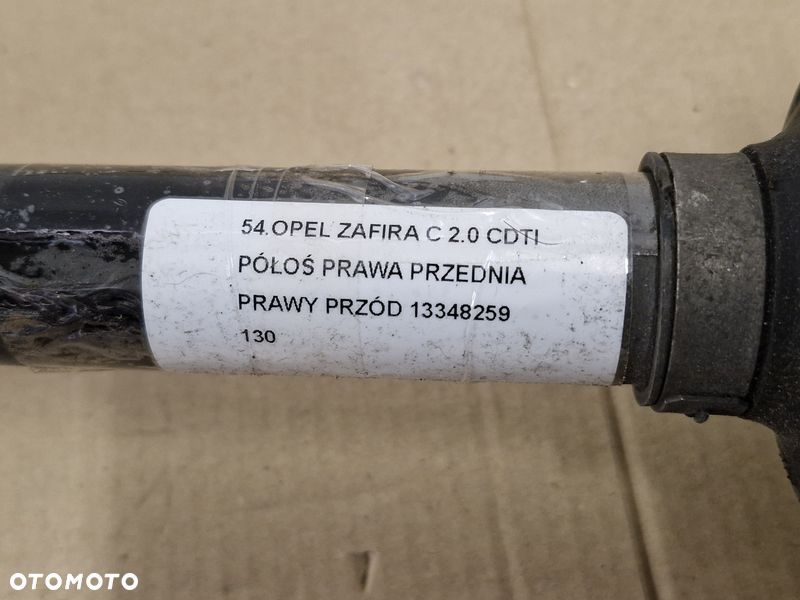 54.OPEL ZAFIRA C 2.0 CDTI
PÓŁOŚ PRAWA PRZEDNIA
PRAWY PRZÓD 13348259
130
OTOMOTO